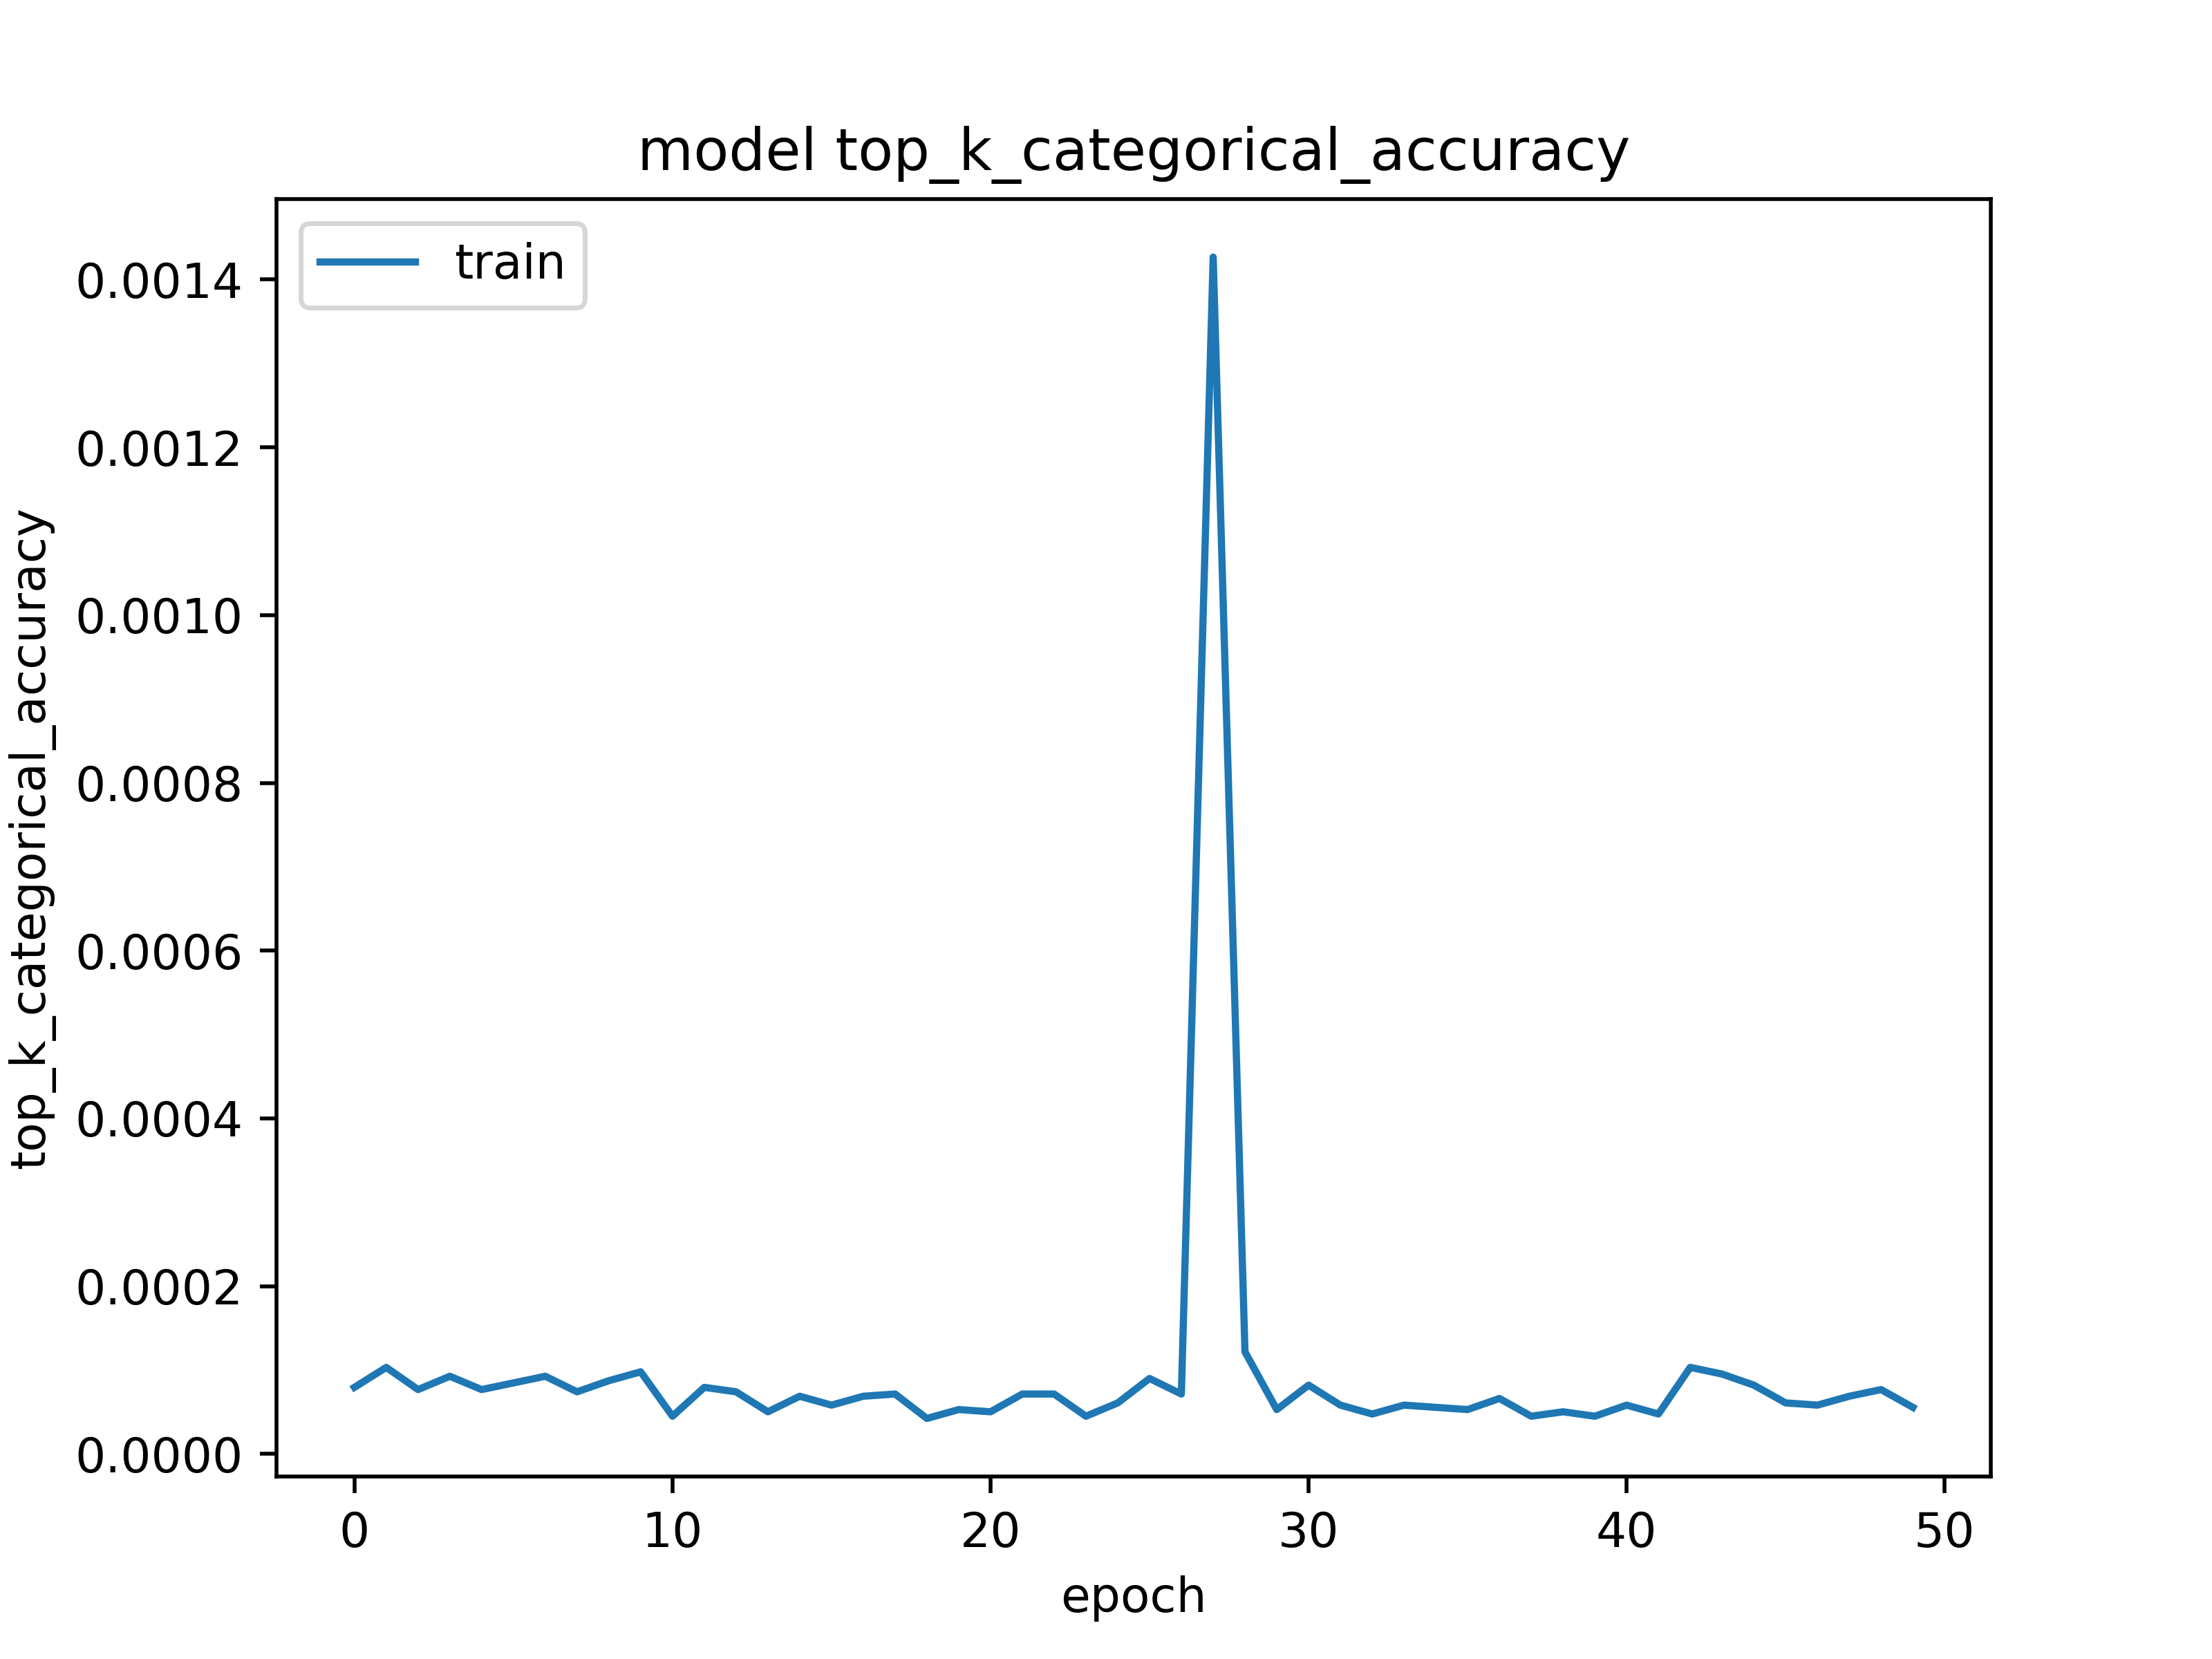 model top_k_categorical_accuracy
train
top_k_categorical_accuracy
0.0014
0.0012
0.0010
0.0008
0.0006
0.0004
0.0002
0.0000
0 10 20 30 40 50
epoch